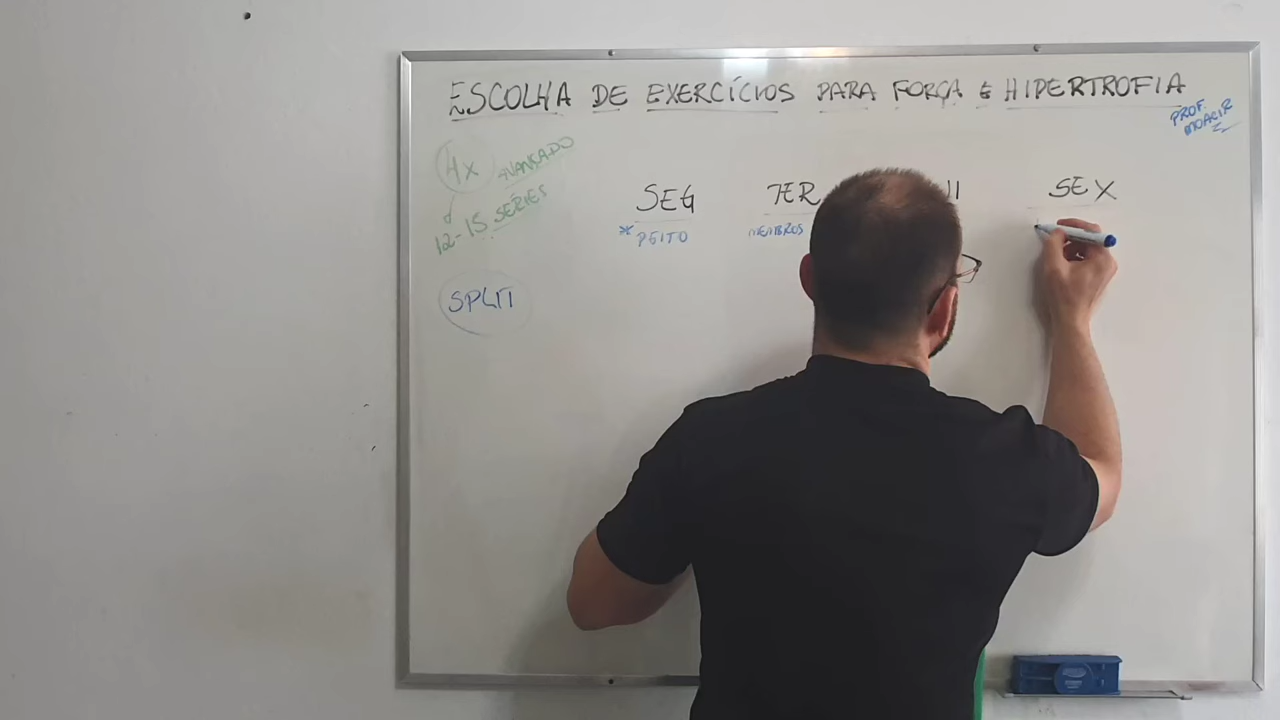 ESCOLHA DE EXERCÍCIOS PARA FORÇA E HIPERTROFIA
PROF.
MOACIR
4x AVANÇADO
12-15 SÉRIES
SEG TER SEX
* PEITO MEMBROS
SPLIT